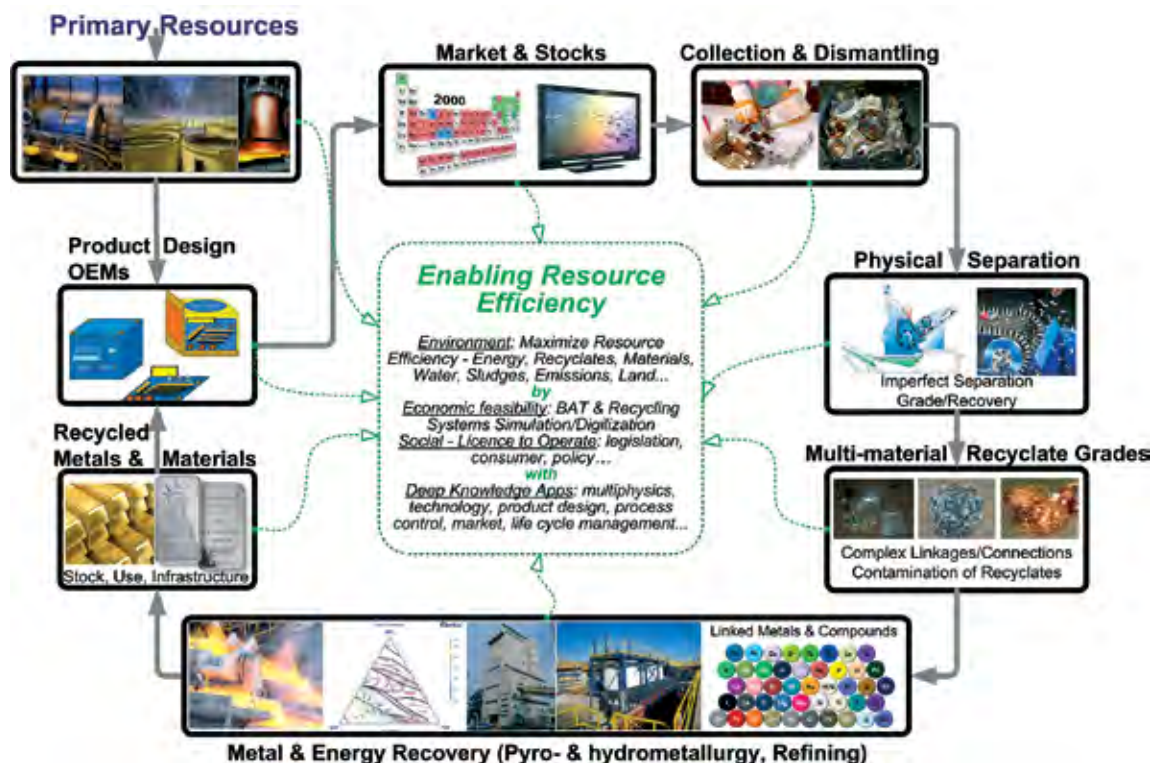 Primary Resources
Market & Stocks
Collection & Dismantling
2000
Product Design
OEMs
Physical Separation
Enabling Resource
Efficiency
Environment: Maximize Resource
Efficiency - Energy, Recyclates, Materials,
Water, Sludges, Emissions, Land...
by
Economic feasibility: BAT & Recycling
Systems Simulation/Digitization
Social - Licence to Operate: legislation,
consumer, policy...
with
Deep Knowledge Apps: multiphysics,
technology, product design, process
control, market, life cycle management...
Imperfect Separation
Grade/Recovery
Recycled
Metals & Materials
Stock, Use, Infrastructure
Multi-material Recyclate Grades
Complex Linkages/Connections
Contamination of Recyclates
Linked Metals & Compounds
Metal & Energy Recovery (Pyro- & hydrometallurgy, Refining)